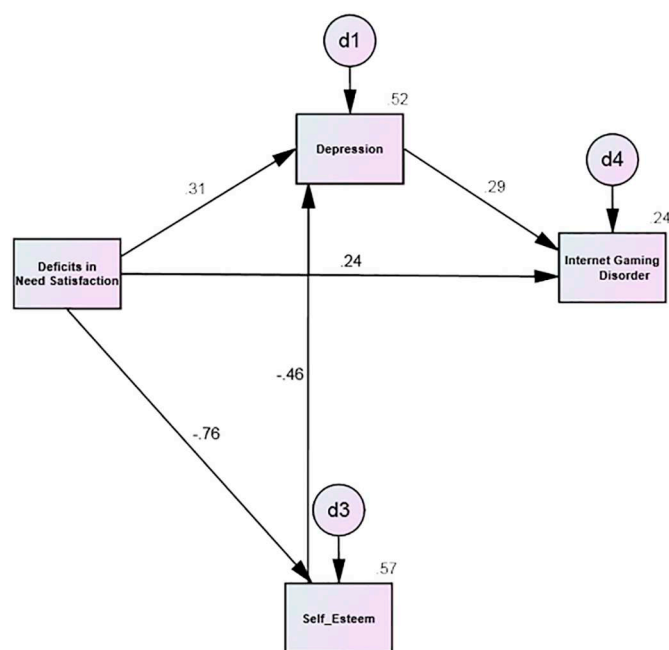 d1
.52
Depression
d4
.31
.29
.24
Deficits in
Need Satisfaction
.24
Internet Gaming
Disorder
-.46
-.76
d3
.57
Self_Esteem